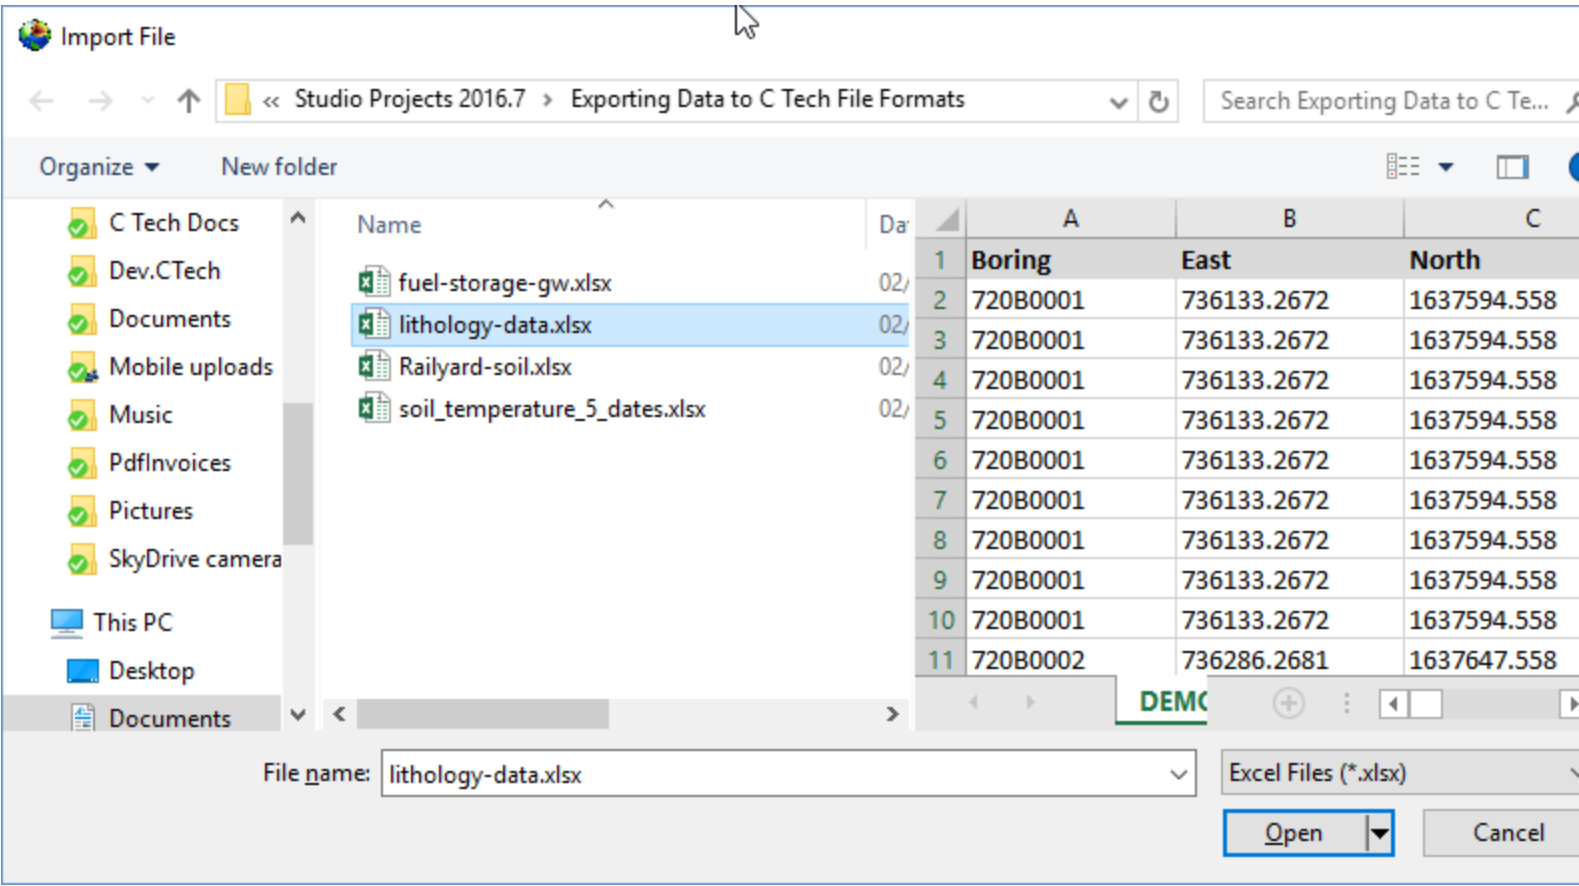 Import File
« Studio Projects 2016.7 > Exporting Data to C Tech File Formats
Search Exporting Data to C Te...
Organize New folder
C Tech Docs
Dev.CTech
Documents
Mobile uploads
Music
PdfInvoices
Pictures
SkyDrive camera
This PC
Desktop
Documents
Name Da
fuel-storage-gw.xlsx 02/
lithology-data.xlsx 02/
Railyard-soil.xlsx 02/
soil_temperature_5_dates.xlsx 02/
A B C
1 Boring East North
2 720B0001 736133.2672 1637594.558
3 720B0001 736133.2672 1637594.558
4 720B0001 736133.2672 1637594.558
5 720B0001 736133.2672 1637594.558
6 720B0001 736133.2672 1637594.558
7 720B0001 736133.2672 1637594.558
8 720B0001 736133.2672 1637594.558
9 720B0001 736133.2672 1637594.558
10 720B0001 736133.2672 1637594.558
11 720B0002 736286.2681 1637647.558
DEMO
File name: lithology-data.xlsx Excel Files (*.xlsx)
Open Cancel